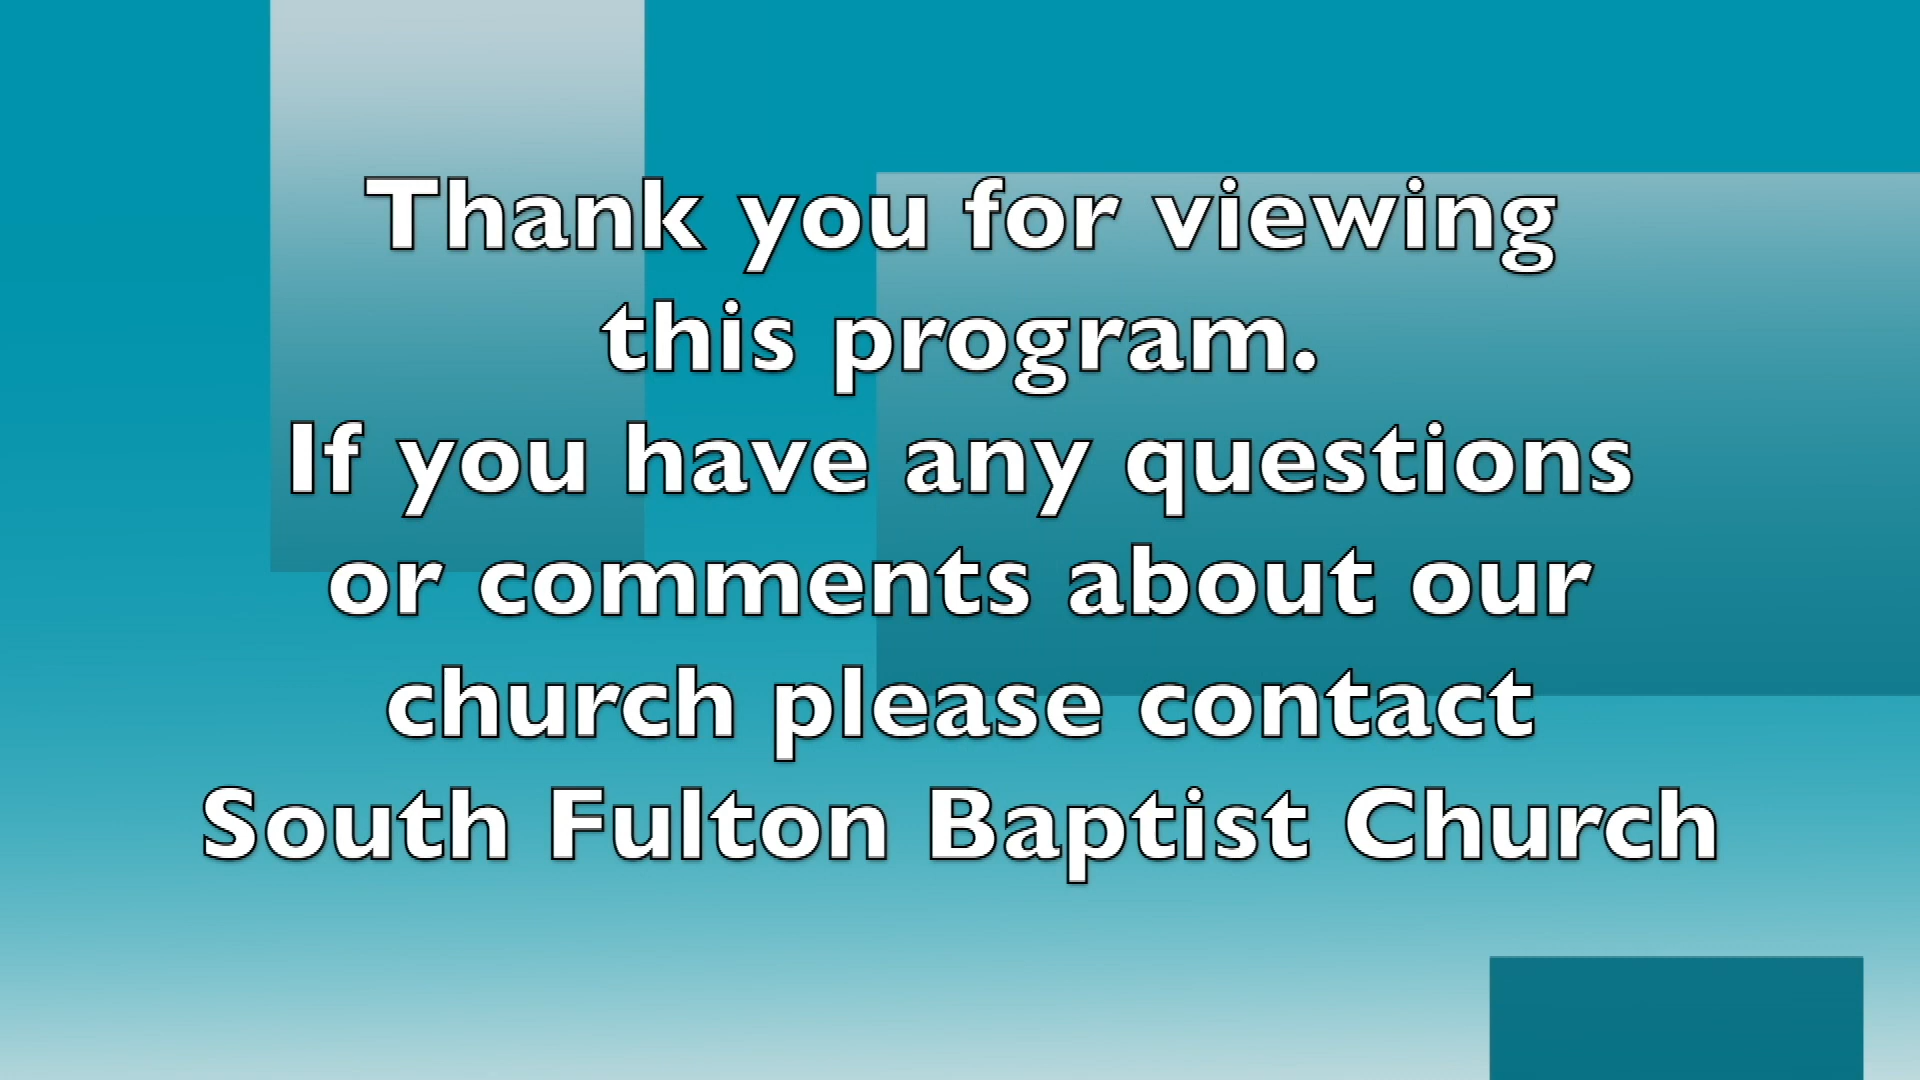 Thank you for viewing
this program.
If you have any questions
or comments about our
church please contact
South Fulton Baptist Church